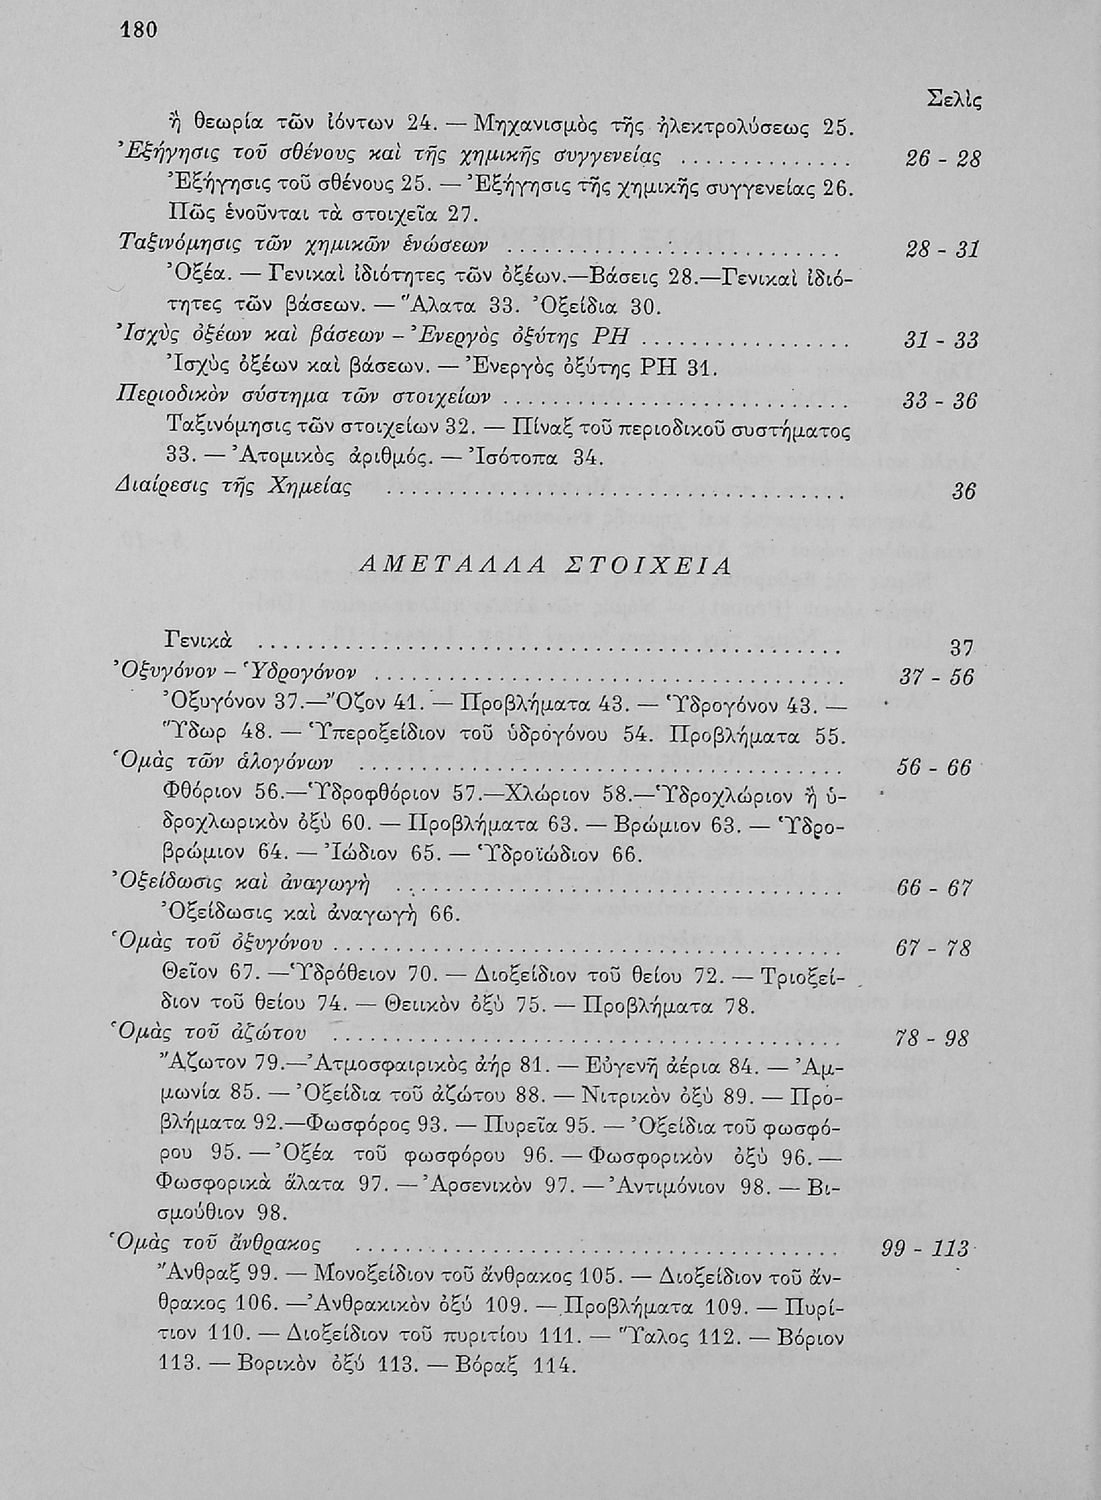 180
Σελὶς
ἢ θεωρία τῶν ἰόντων 24. — Μηχανισμὸς τῆς ἠλεκτρολύσεως 25.
Ἐξήγησις τοῦ σθένους καὶ τῆς χημικῆς συγγενείας .............. 26 - 28
Ἐξήγησις τοῦ σθένους 25. — Ἐξήγησις τῆς χημικῆς συγγενείας 26.
Πῶς ἑνοῦνται τὰ στοιχεῖα 27.
Ταξινόμησις τῶν χημικῶν ἑνώσεων ............................ 28 - 31
Ὀξέα. — Γενικαὶ ἰδιότητες τῶν ὀξέων.—Βάσεις 28.—Γενικαὶ ἰδιό-
τητες τῶν βάσεων. — Ἅλατα 33. Ὀξείδια 30.
Ἰσχὺς ὀξέων καὶ βάσεων - Ἐνεργὸς ὀξύτης PH ................. 31 - 33
Ἰσχὺς ὀξέων καὶ βάσεων. — Ἐνεργὸς ὀξύτης PH 31.
Περιοδικὸν σύστημα τῶν στοιχείων ............................ 33 - 36
Ταξινόμησις τῶν στοιχείων 32. — Πίναξ τοῦ περιοδικοῦ συστήματος
33. — Ἀτομικὸς ἀριθμός. — Ἰσότοπα 34.
Διαίρεσις τῆς Χημείας ...................................... 36
ΑΜΕΤΑΛΛΑ ΣΤΟΙΧΕΙΑ
Γενικὰ ................................................ 37
Ὀξυγόνον - Ὑδρογόνον ...................................... 37 - 56
Ὀξυγόνον 37.—Ὄζον 41. — Προβλήματα 43. — Ὑδρογόνον 43. —
Ὕδωρ 48. — Ὑπεροξείδιον τοῦ ὑδρογόνου 54. Προβλήματα 55.
Ὁμὰς τῶν ἁλογόνων ........................................ 56 - 66
Φθόριον 56.—Ὑδροφθόριον 57.—Χλώριον 58.—Ὑδροχλώριον ἢ ὑ-
δροχλωρικὸν ὀξὺ 60. — Προβλήματα 63. — Βρώμιον 63. — Ὑδρο-
βρώμιον 64. — Ἰώδιον 65. — Ὑδροϊώδιον 66.
Ὀξείδωσις καὶ ἀναγωγὴ ..................................... 66 - 67
Ὀξείδωσις καὶ ἀναγωγὴ 66.
Ὁμὰς τοῦ ὀξυγόνου .......................................... 67 - 78
Θεῖον 67. —Ὑδρόθειον 70. — Διοξείδιον τοῦ θείου 72. — Τριοξεί-
διον τοῦ θείου 74. — Θειικὸν ὀξὺ 75. — Προβλήματα 78.
Ὁμὰς τοῦ ἀζώτου .......................................... 78 - 98
Ἄζωτον 79.—Ἀτμοσφαιρικὸς ἀὴρ 81. — Εὐγενῆ ἀέρια 84. — Ἀμ-
μωνία 85. — Ὀξείδια τοῦ ἀζώτου 88. — Νιτρικὸν ὀξὺ 89. — Προ-
βλήματα 92.—Φωσφόρος 93. — Πυρεῖα 95. — Ὀξείδια τοῦ φωσφό-
ρου 95. — Ὀξέα τοῦ φωσφόρου 96. — Φωσφορικὸν ὀξὺ 96. —
Φωσφορικὰ ἅλατα 97. — Ἀρσενικὸν 97. — Ἀντιμόνιον 98. — Βι-
σμούθιον 98.
Ὁμὰς τοῦ ἄνθρακος ........................................ 99 - 113
Ἄνθραξ 99. — Μονοξείδιον τοῦ ἄνθρακος 105. — Διοξείδιον τοῦ ἄν-
θρακος 106. —Ἀνθρακικὸν ὀξύ 109. — Προβλήματα 109. — Πυρί-
τιον 110. — Διοξείδιον τοῦ πυριτίου 111. — Ὕαλος 112. — Βόριον
113. — Βορικὸν ὀξύ 113. — Βόραξ 114.